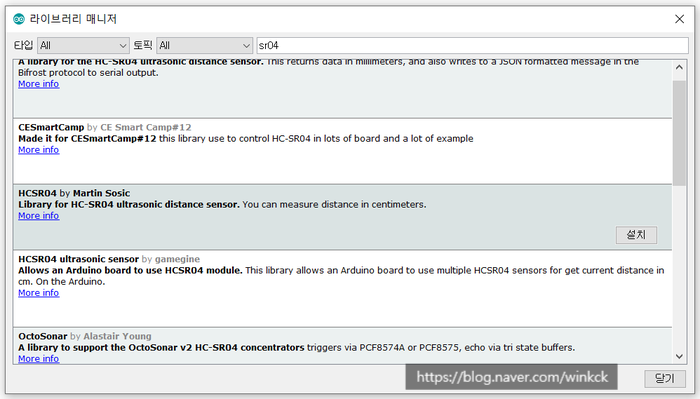 라이브러리 매니저
타입 All 토픽 All sr04
A library for the HC-SR04 ultrasonic distance sensor. This returns data in millimeters, and also writes to a JSON formatted message in the
Bifrost protocol to serial output.
More info
CESmartCamp by CE Smart Camp#12
Made it for CESmartCamp#12 this library use to control HC-SR04 in lots of board and a lot of example
More info
HCSR04 by Martin Sosic
Library for HC-SR04 ultrasonic distance sensor. You can measure distance in centimeters.
More info
설치
HCSR04 ultrasonic sensor by gamegine
Allows an Arduino board to use HCSR04 module. This library allows an Arduino board to use multiple HCSR04 sensors for get current distance in
cm. On the Arduino.
More info
OctoSonar by Alastair Young
A library to support the OctoSonar v2 HC-SR04 concentrators triggers via PCF8574A or PCF8575, echo via tri state buffers.
More info
https://blog.naver.com/winkck
닫기